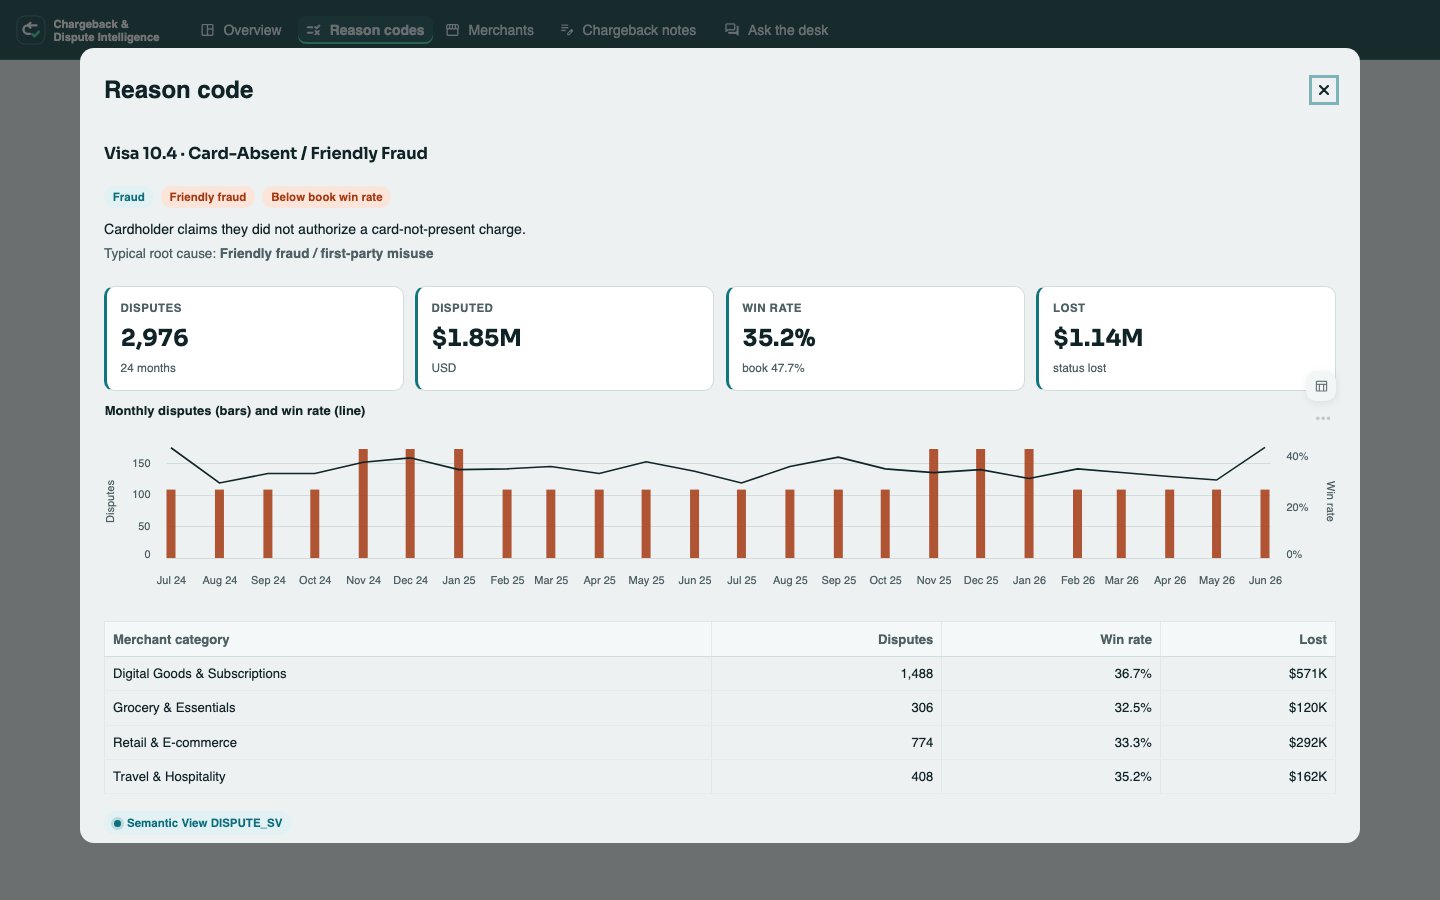 Chargeback &
Dispute Intelligence
Overview
Reason codes
Merchants
Chargeback notes
Ask the desk
Reason code
Visa 10.4 · Card-Absent / Friendly Fraud
Fraud
Friendly fraud
Below book win rate
Cardholder claims they did not authorize a card-not-present charge.
Typical root cause: Friendly fraud / first-party misuse
DISPUTES
2,976
24 months
DISPUTED
$1.85M
USD
WIN RATE
35.2%
book 47.7%
LOST
$1.14M
status lost
Monthly disputes (bars) and win rate (line)
Disputes
150
100
50
0
40%
20%
0%
Win rate
Jul 24 Aug 24 Sep 24 Oct 24 Nov 24 Dec 24 Jan 25 Feb 25 Mar 25 Apr 25 May 25 Jun 25 Jul 25 Aug 25 Sep 25 Oct 25 Nov 25 Dec 25 Jan 26 Feb 26 Mar 26 Apr 26 May 26 Jun 26
Merchant category Disputes Win rate Lost
Digital Goods & Subscriptions 1,488 36.7% $571K
Grocery & Essentials 306 32.5% $120K
Retail & E-commerce 774 33.3% $292K
Travel & Hospitality 408 35.2% $162K
Semantic View DISPUTE_SV